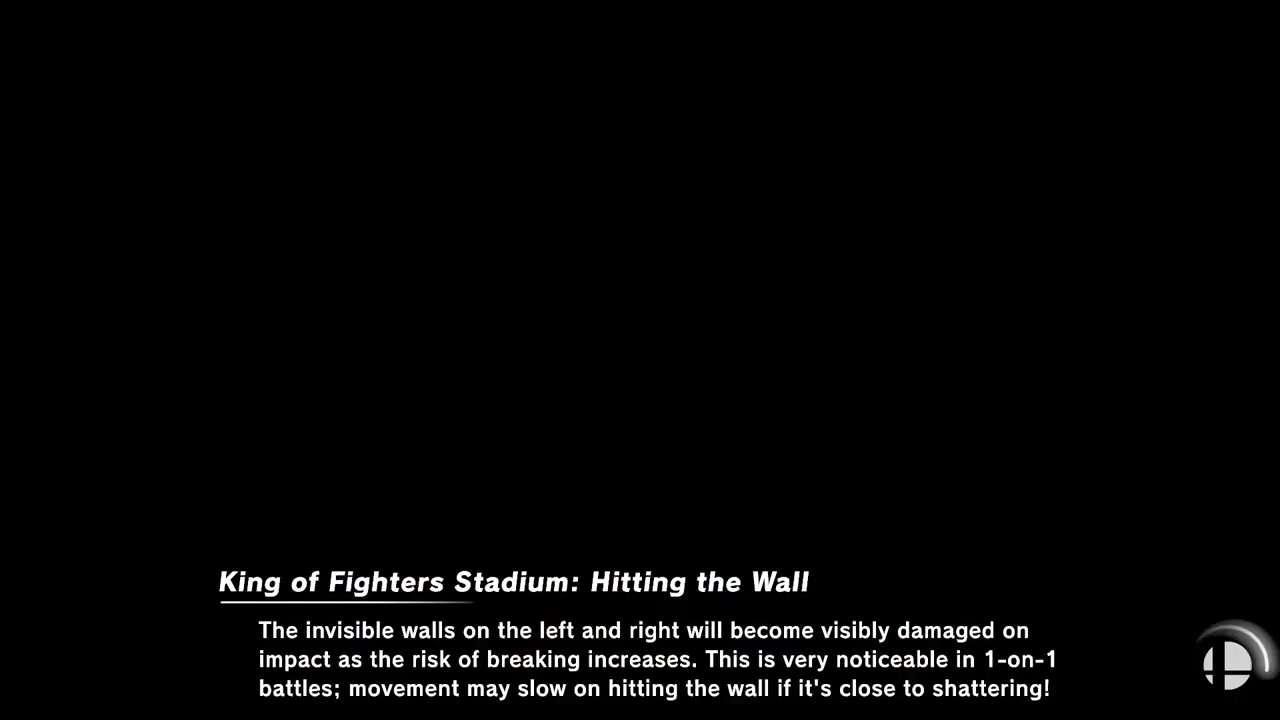 King of Fighters Stadium: Hitting the Wall
The invisible walls on the left and right will become visibly damaged on
impact as the risk of breaking increases. This is very noticeable in 1-on-1
battles; movement may slow on hitting the wall if it's close to shattering!